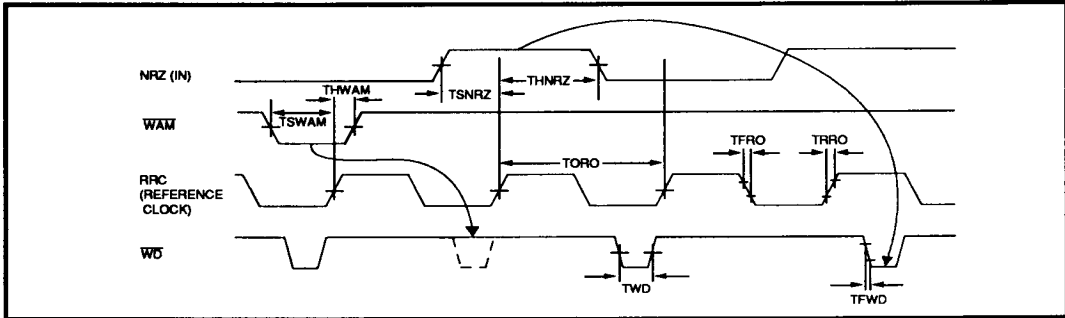 NRZ (IN)
THNRZ
TSNRZ
THWAM
TSWAM
WAM
TFRO
TRRO
TORO
RRC
(REFERENCE
CLOCK)
WD
TWD
TFWD